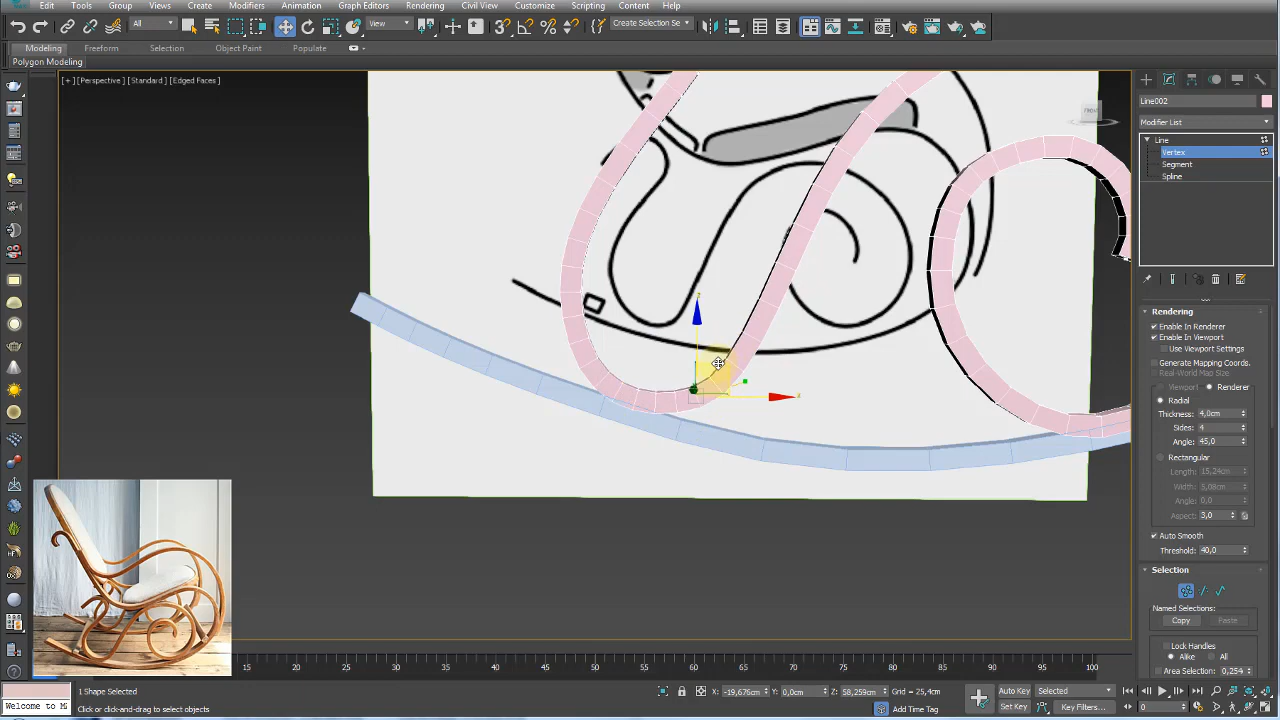 Edit Tools Group Views Create Modifiers Animation Graph Editors Rendering Civil View Customize Scripting Content Help
All View Create Selection Se
Modeling Freeform Selection Object Paint Populate
Polygon Modeling
[+] [Perspective] [Standard] [Edged Faces]
Line002
Modifier List
Line
Vertex
Segment
Spline
Rendering
Enable In Renderer
Enable In Viewport
Use Viewport Settings
Generate Mapping Coords.
Real-World Map Size
Viewport Renderer
Radial
Thickness: 4,0cm
Sides: 4
Angle: 45,0
Rectangular
Length: 15,24cm
Width: 5,08cm
Angle: 0,0
Aspect: 3,0
Auto Smooth
Threshold: 40,0
Selection
Named Selections:
Copy Paste
Lock Handles
Alike All
Area Selection: 0,254
20 25 30 35 40 45 50 55 60 65 70 75 80 85 90 95 100
1 Shape Selected
X: -19,676cm Y: 0,0cm Z: 58,259cm Grid = 25,4cm
Auto Key Selected
Welcome to M
Click or click-and-drag to select objects
Add Time Tag
Set Key Key Filters...
0